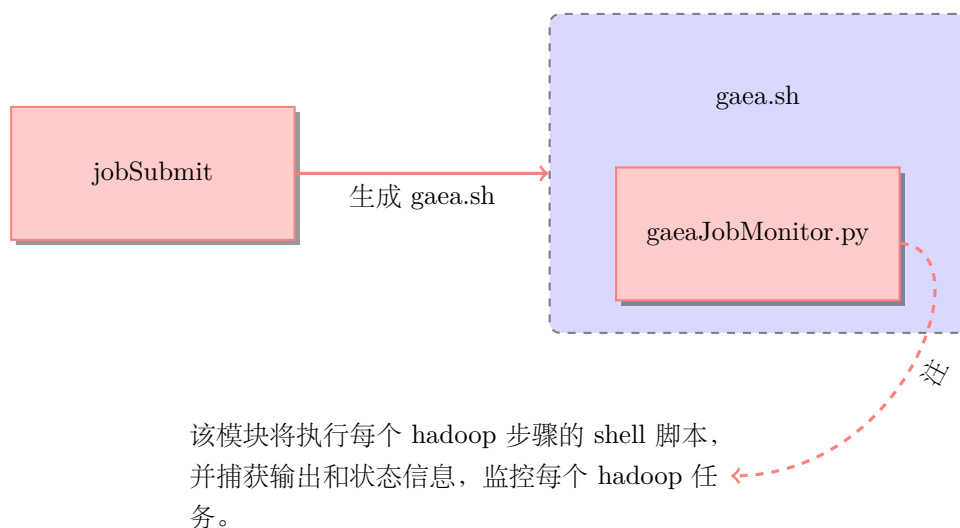 gaea.sh
jobSubmit
生成 gaea.sh
gaeaJobMonitor.py
注
该模块将执行每个 hadoop 步骤的 shell 脚本,
并捕获输出和状态信息，监控每个 hadoop 任
务。